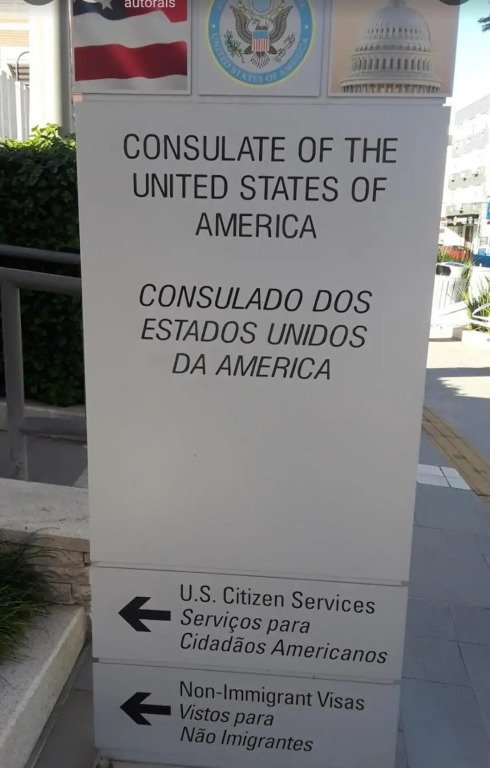 autorais
UNITED STATES OF AMERICA
CONSULATE OF THE
UNITED STATES OF
AMERICA
CONSULADO DOS
ESTADOS UNIDOS
DA AMERICA
U.S. Citizen Services
Serviços para
Cidadãos Americanos
Non-Immigrant Visas
Vistos para
Não Imigrantes